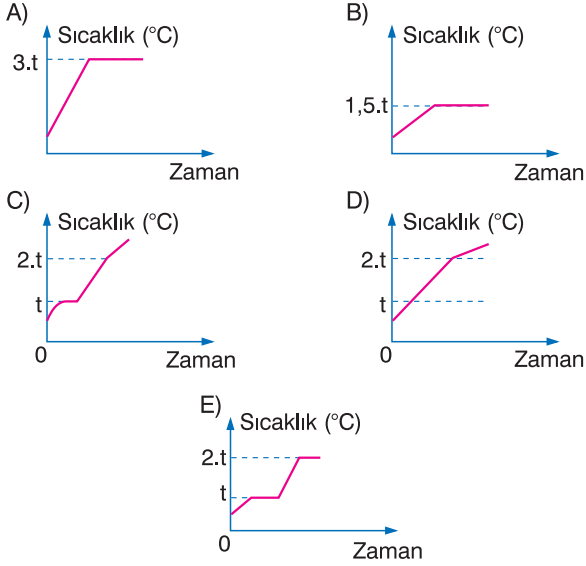 A)
Sıcaklık (°C)
3.t
Zaman
B)
Sıcaklık (°C)
1,5.t
Zaman
C)
Sıcaklık (°C)
2.t
t
0
Zaman
D)
Sıcaklık (°C)
2.t
t
0
Zaman
E)
Sıcaklık (°C)
2.t
t
0
Zaman